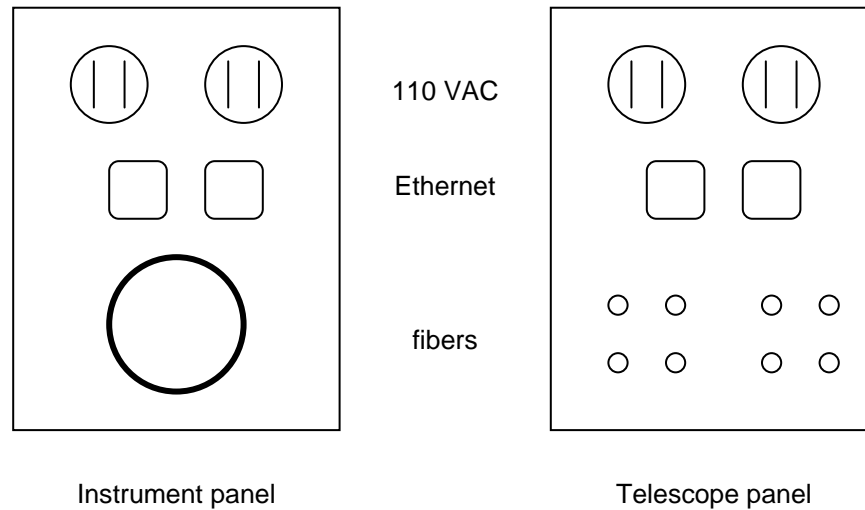 110 VAC
Ethernet
fibers
Instrument panel
Telescope panel